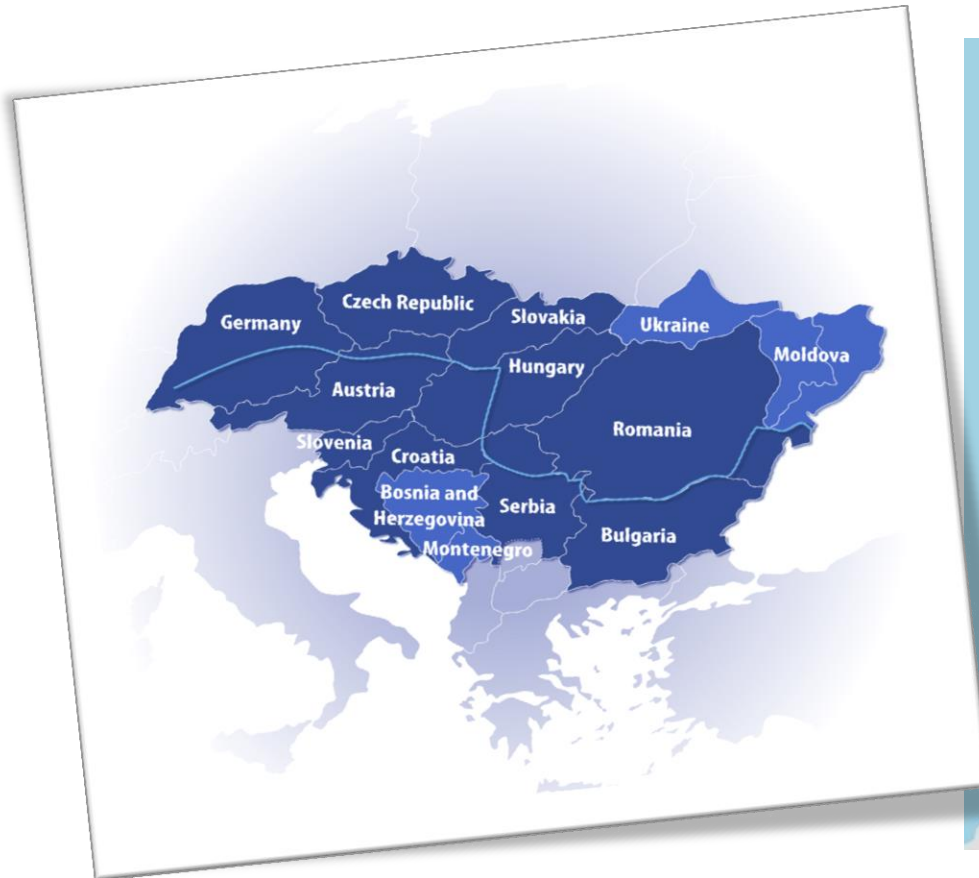 Germany
Czech Republic
Slovakia
Ukraine
Moldova
Hungary
Austria
Romania
Slovenia
Croatia
Bosnia and
Herzegovina
Serbia
Montenegro
Bulgaria